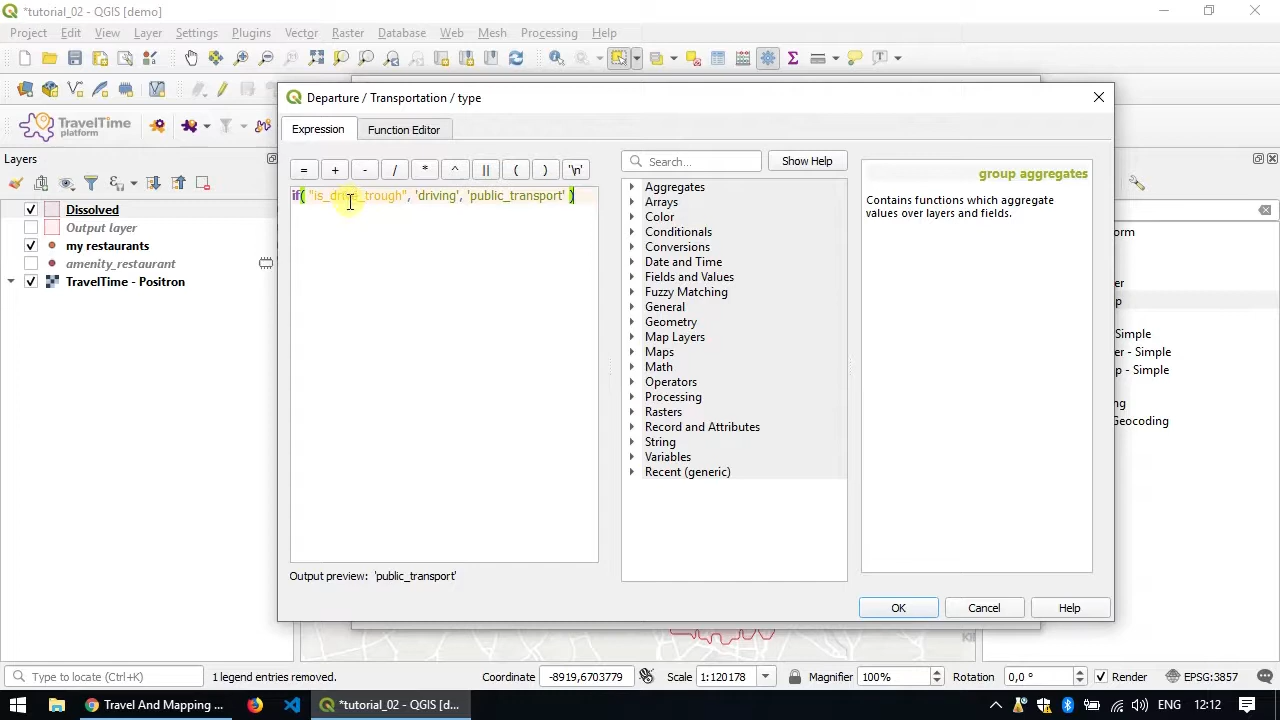 *tutorial_02 - QGIS [demo]
Project Edit View Layer Settings Plugins Vector Raster Database Web Mesh Processing Help
TravelTime
platform
Layers
Dissolved
Output layer
my restaurants
amenity_restaurant
TravelTime - Positron
Departure / Transportation / type
Expression Function Editor
= + - / * ^ || ( ) '\n'
if( "is_drive_trough", 'driving', 'public_transport' )
Output preview: 'public_transport'
Search... Show Help
Aggregates
Arrays
Color
Conditionals
Conversions
Date and Time
Fields and Values
Fuzzy Matching
General
Geometry
Map Layers
Maps
Math
Operators
Processing
Rasters
Record and Attributes
String
Variables
Recent (generic)
group aggregates
Contains functions which aggregate
values over layers and fields.
OK Cancel Help
Simple
er - Simple
p - Simple
Geocoding
Type to locate (Ctrl+K) 1 legend entries removed. Coordinate -8919,6703779 Scale 1:120178 Magnifier 100% Rotation 0,0 ° Render EPSG:3857
Travel And Mapping ... *tutorial_02 - QGIS [d... ENG 12:12